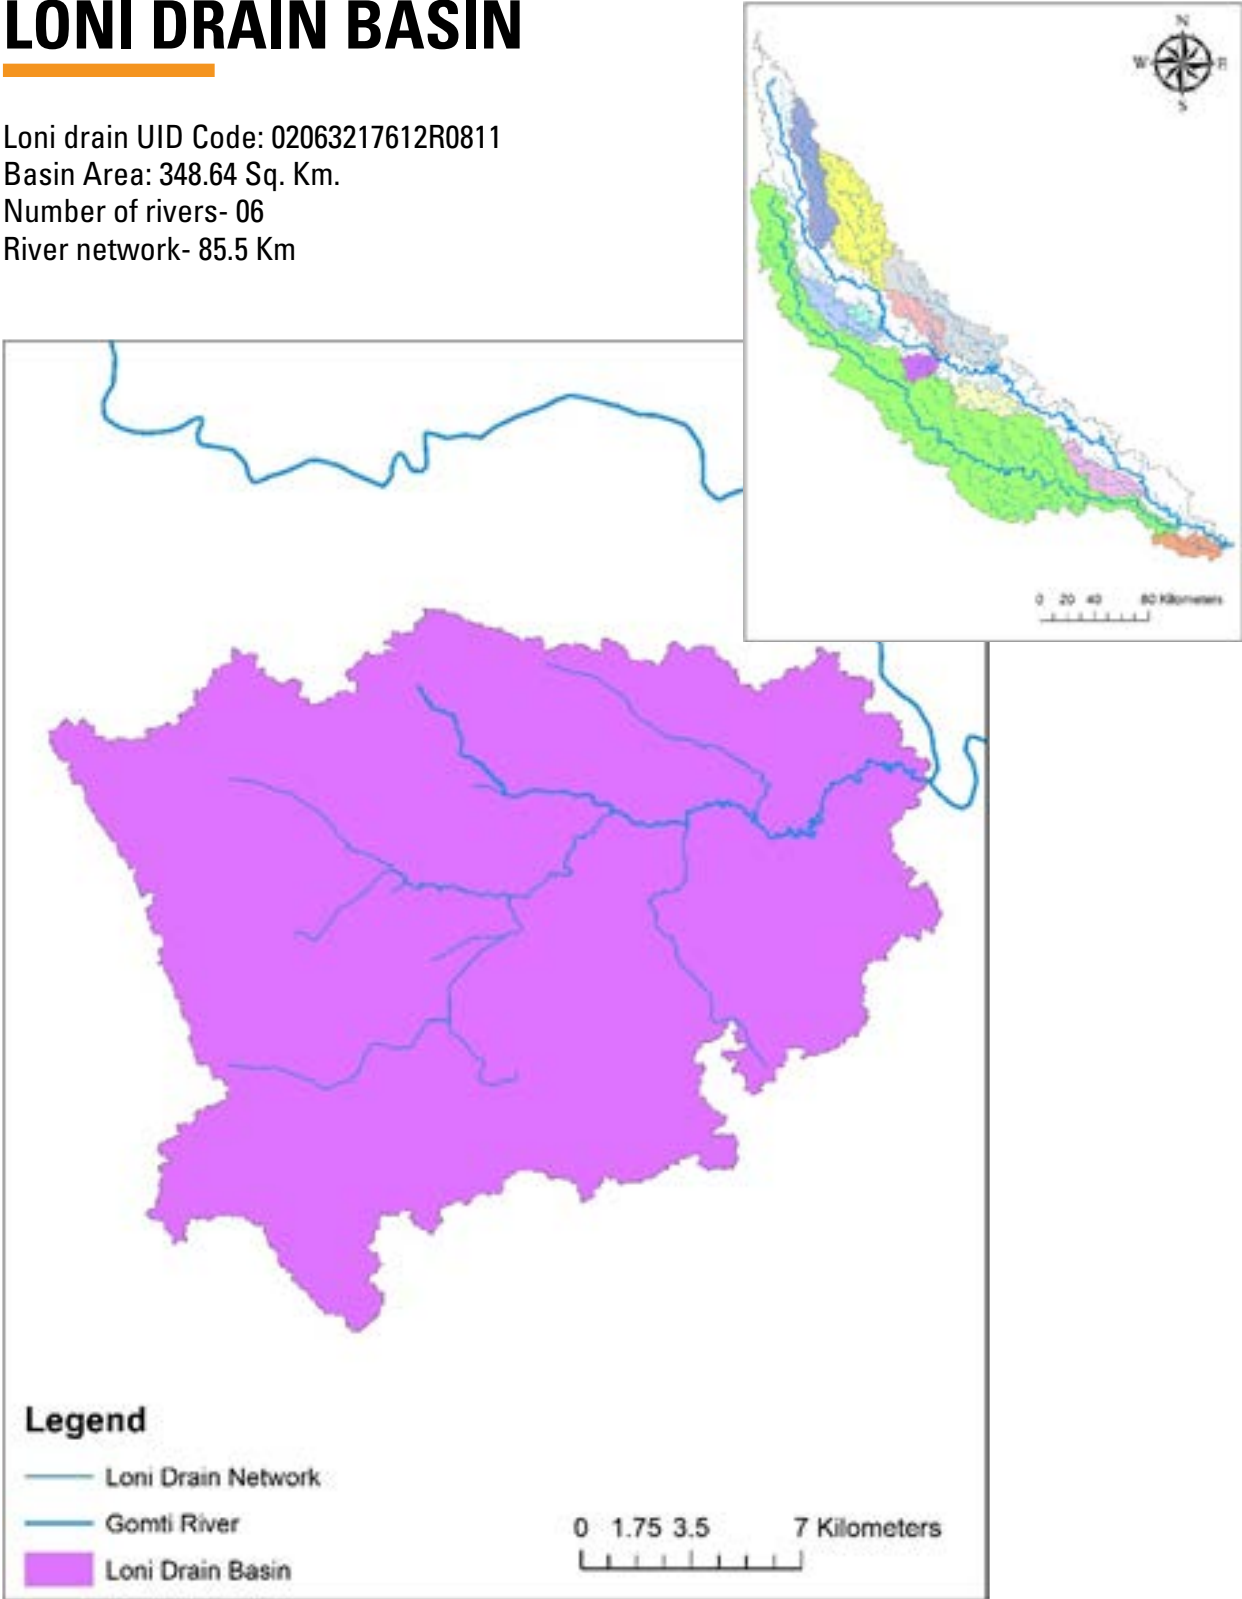 LONI DRAIN BASIN
Loni drain UID Code: 02063217612R0811
Basin Area: 348.64 Sq. Km.
Number of rivers- 06
River network- 85.5 Km
N
W E
S
0 20 40 80 Kilometers
Legend
Loni Drain Network
Gomti River
Loni Drain Basin
0 1.75 3.5 7 Kilometers